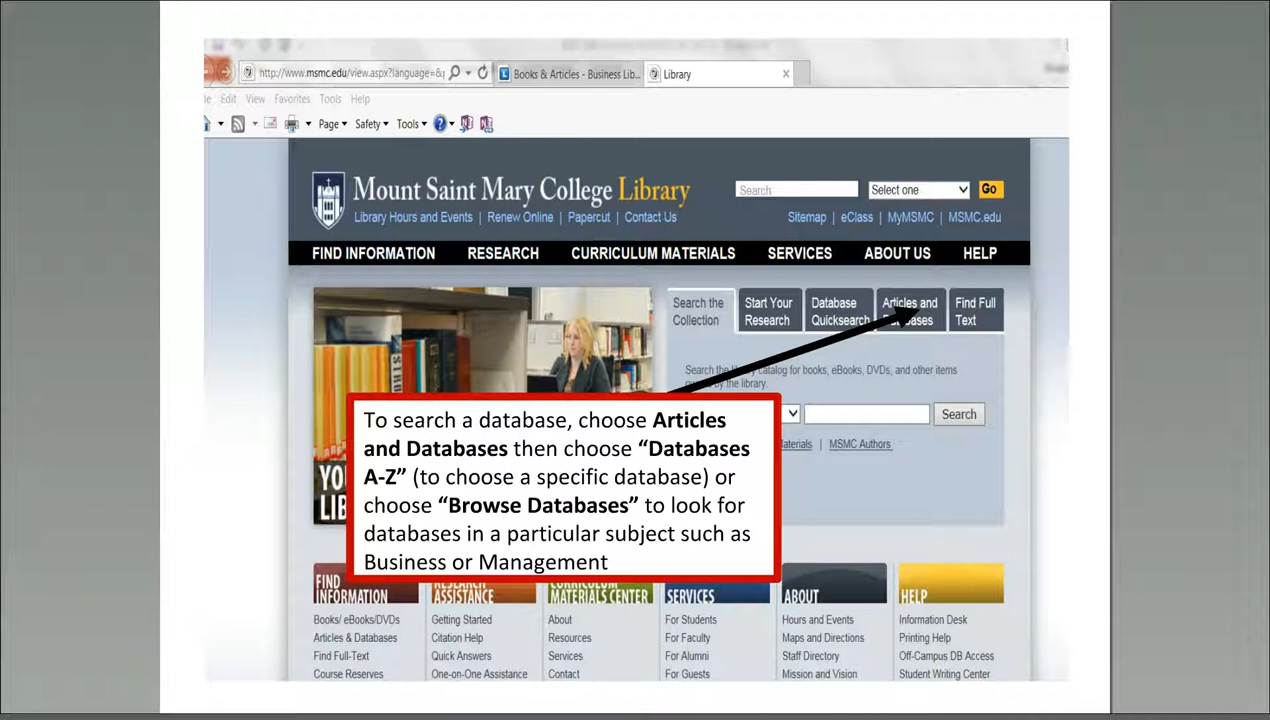 http://www.msmc.edu/view.aspx?language=&
Books & Articles - Business Lib...
Library
Edit View Favorites Tools Help
Page Safety Tools
Mount Saint Mary College Library
Search
Select one
Go
Library Hours and Events | Renew Online | Papercut | Contact Us
Sitemap | eClass | MyMSMC | MSMC.edu
FIND INFORMATION RESEARCH CURRICULUM MATERIALS SERVICES ABOUT US HELP
Search the Collection
Start Your Research
Database Quicksearch
Articles and
Find Full Text
Search the catalog for books, eBooks, DVDs, and other items
by the library.
Search
| MSMC Authors
To search a database, choose Articles
and Databases then choose “Databases
A-Z” (to choose a specific database) or
choose “Browse Databases” to look for
databases in a particular subject such as
Business or Management
FIND INFORMATION
Books/ eBooks/DVDs
Articles & Databases
Find Full-Text
Course Reserves
RESEARCH ASSISTANCE
Getting Started
Citation Help
Quick Answers
One-on-One Assistance
CURRICULUM MATERIALS CENTER
About
Resources
Services
Contact
SERVICES
For Students
For Faculty
For Alumni
For Guests
ABOUT
Hours and Events
Maps and Directions
Staff Directory
Mission and Vision
HELP
Information Desk
Printing Help
Off-Campus DB Access
Student Writing Center